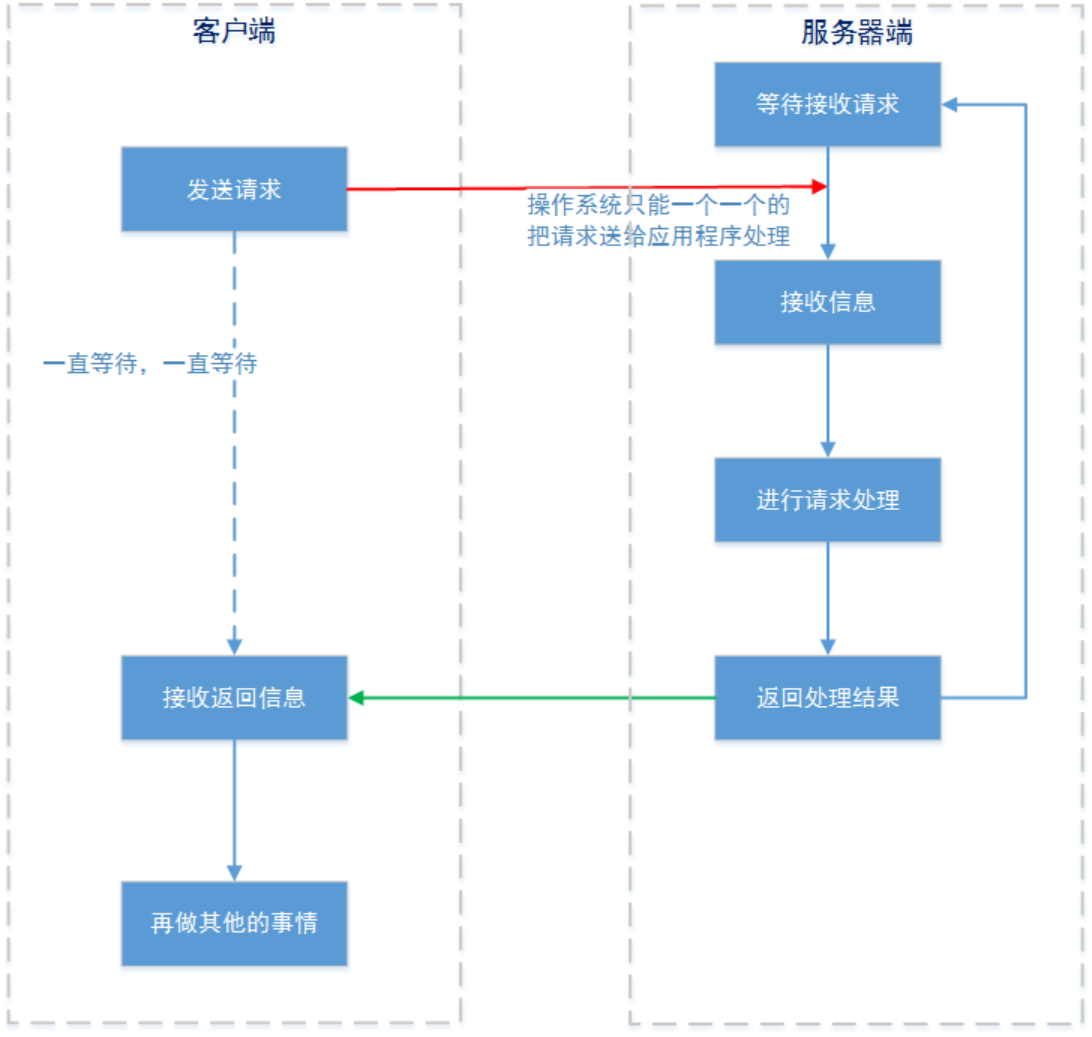 客户端
发送请求
一直等待，一直等待
接收返回信息
再做其他的事情
操作系统只能一个一个的
把请求送给应用程序处理
服务器端
等待接收请求
接收信息
进行请求处理
返回处理结果